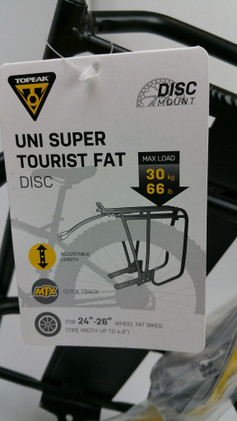 TOPEAK
DISC
MOUNT
UNI SUPER
TOURIST FAT
DISC
MAX LOAD
30 kg
66 lb
ADJUSTABLE
LENGTH
MTX
QUICK TRACK
FOR 24"-26" WHEEL FAT BIKES
(TIRE WIDTH UP TO 4.8")